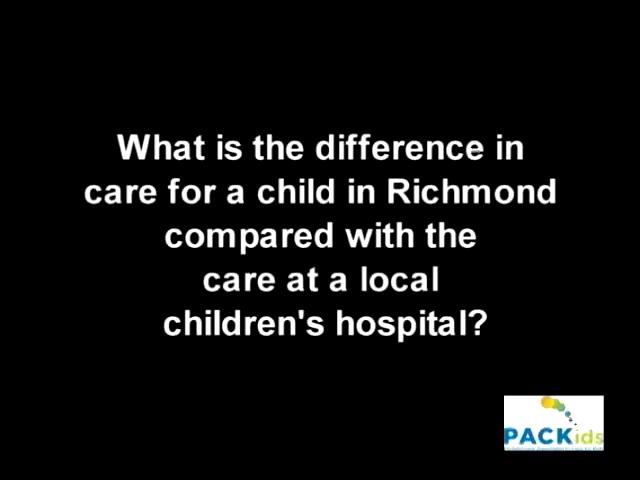 What is the difference in
care for a child in Richmond
compared with the
care at a local
children's hospital?
PACKids